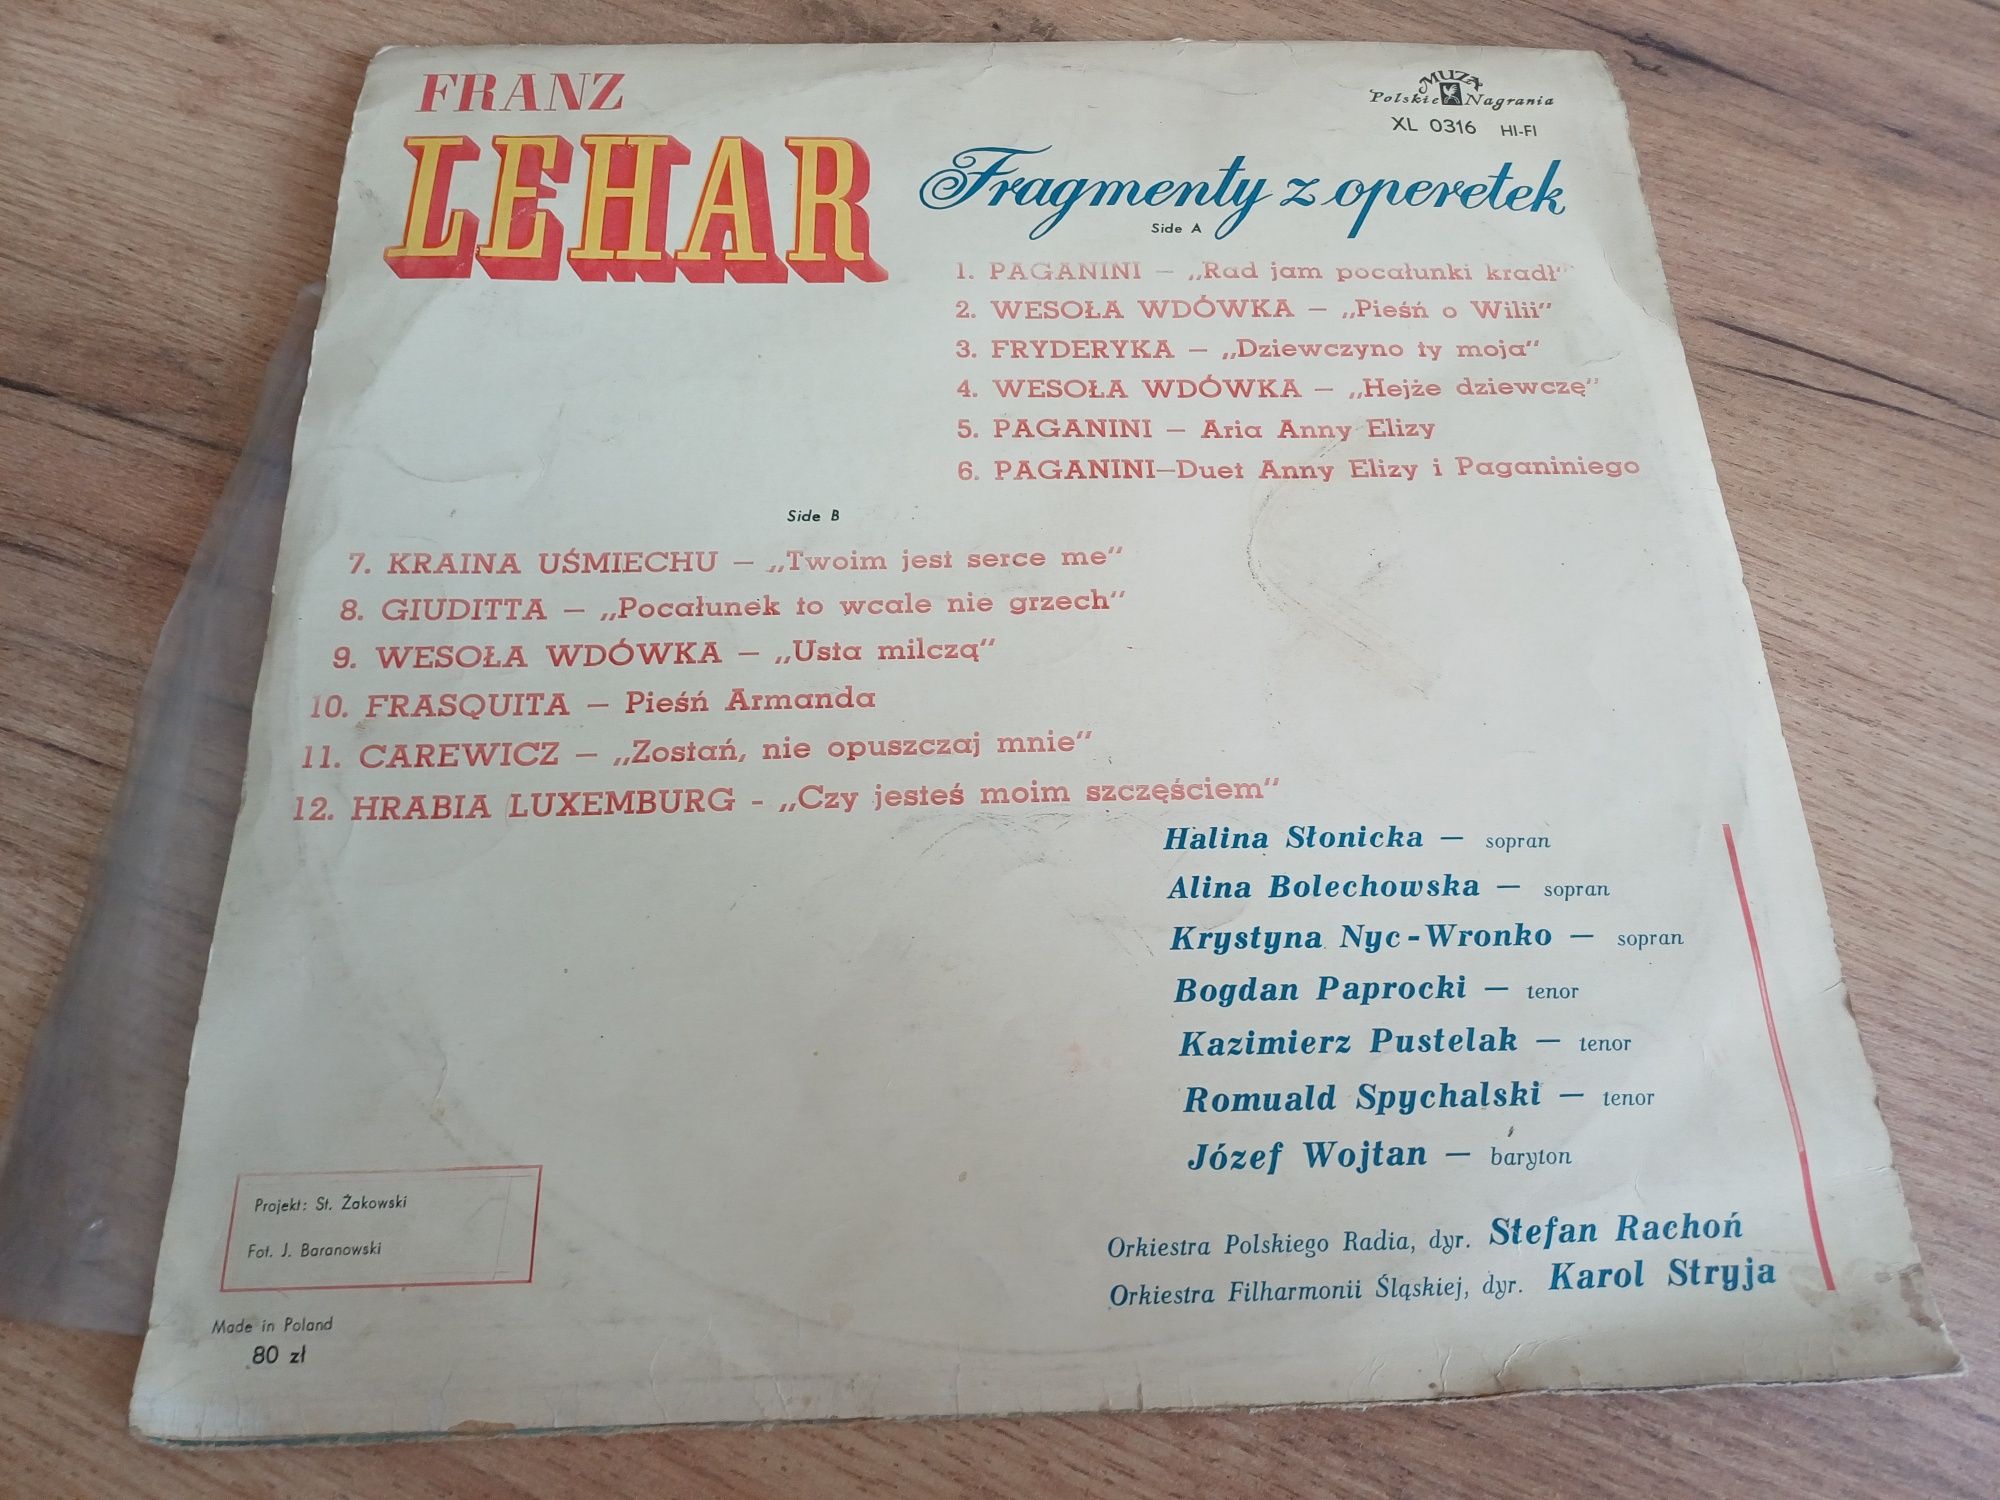 FRANZ
LEHAR
MUZA
Polskie Nagrania
XL 0316 HI-FI
Fragmenty z operetek
Side A
1. PAGANINI — „Rad jam pocałunki kradł"
2. WESOŁA WDÓWKA — „Pieśń o Wilii"
3. FRYDERYKA — „Dziewczyno ty moja"
4. WESOŁA WDÓWKA — „Hejże dziewczę"
5. PAGANINI — Aria Anny Elizy
6. PAGANINI—Duet Anny Elizy i Paganiniego
Side B
7. KRAINA UŚMIECHU — „Twoim jest serce me"
8. GIUDITTA — „Pocałunek to wcale nie grzech"
9. WESOŁA WDÓWKA — „Usta milczą"
10. FRASQUITA — Pieśń Armanda
11. CAREWICZ — „Zostań, nie opuszczaj mnie"
12. HRABIA LUXEMBURG - „Czy jesteś moim szczęściem"
Halina Słonicka — sopran
Alina Bolechowska — sopran
Krystyna Nyc-Wronko — sopran
Bogdan Paprocki — tenor
Kazimierz Pustelak — tenor
Romuald Spychalski — tenor
Józef Wojtan — baryton
Orkiestra Polskiego Radia, dyr. Stefan Rachoń
Orkiestra Filharmonii Śląskiej, dyr. Karol Stryja
Projekt: St. Żakowski
Fot. J. Baranowski
Made in Poland
80 zł